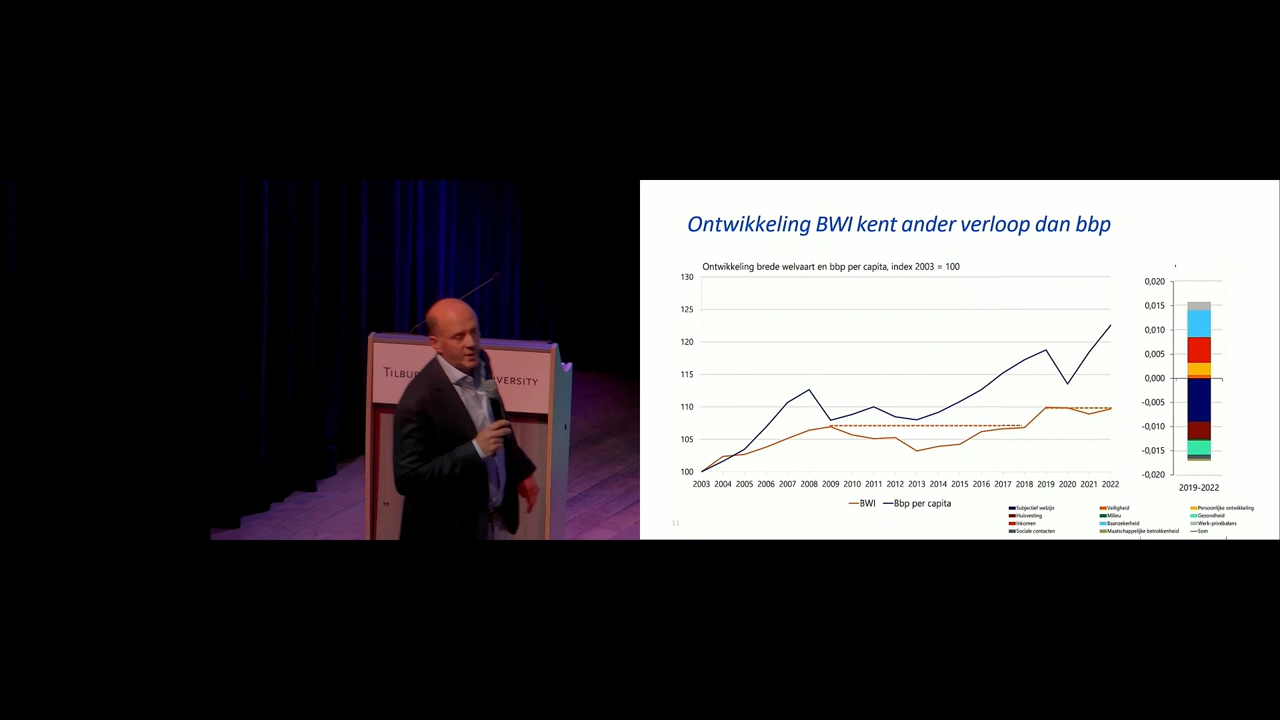 TILBU
VERSITY
Ontwikkeling BWI kent ander verloop dan bbp
Ontwikkeling brede welvaart en bbp per capita, index 2003 = 100
130
125
120
115
110
105
100
2003 2004 2005 2006 2007 2008 2009 2010 2011 2012 2013 2014 2015 2016 2017 2018 2019 2020 2021 2022
BWI Bbp per capita
0,020
0,015
0,010
0,005
0,000
-0,005
-0,010
-0,015
-0,020
2019-2022
Subjectief welzijn Veiligheid Persoonlijke ontwikkeling
Huisvesting Milieu Gezondheid
Inkomen Baanzekerheid Werk-privébalans
Sociale contacten Maatschappelijke betrokkenheid Som
11